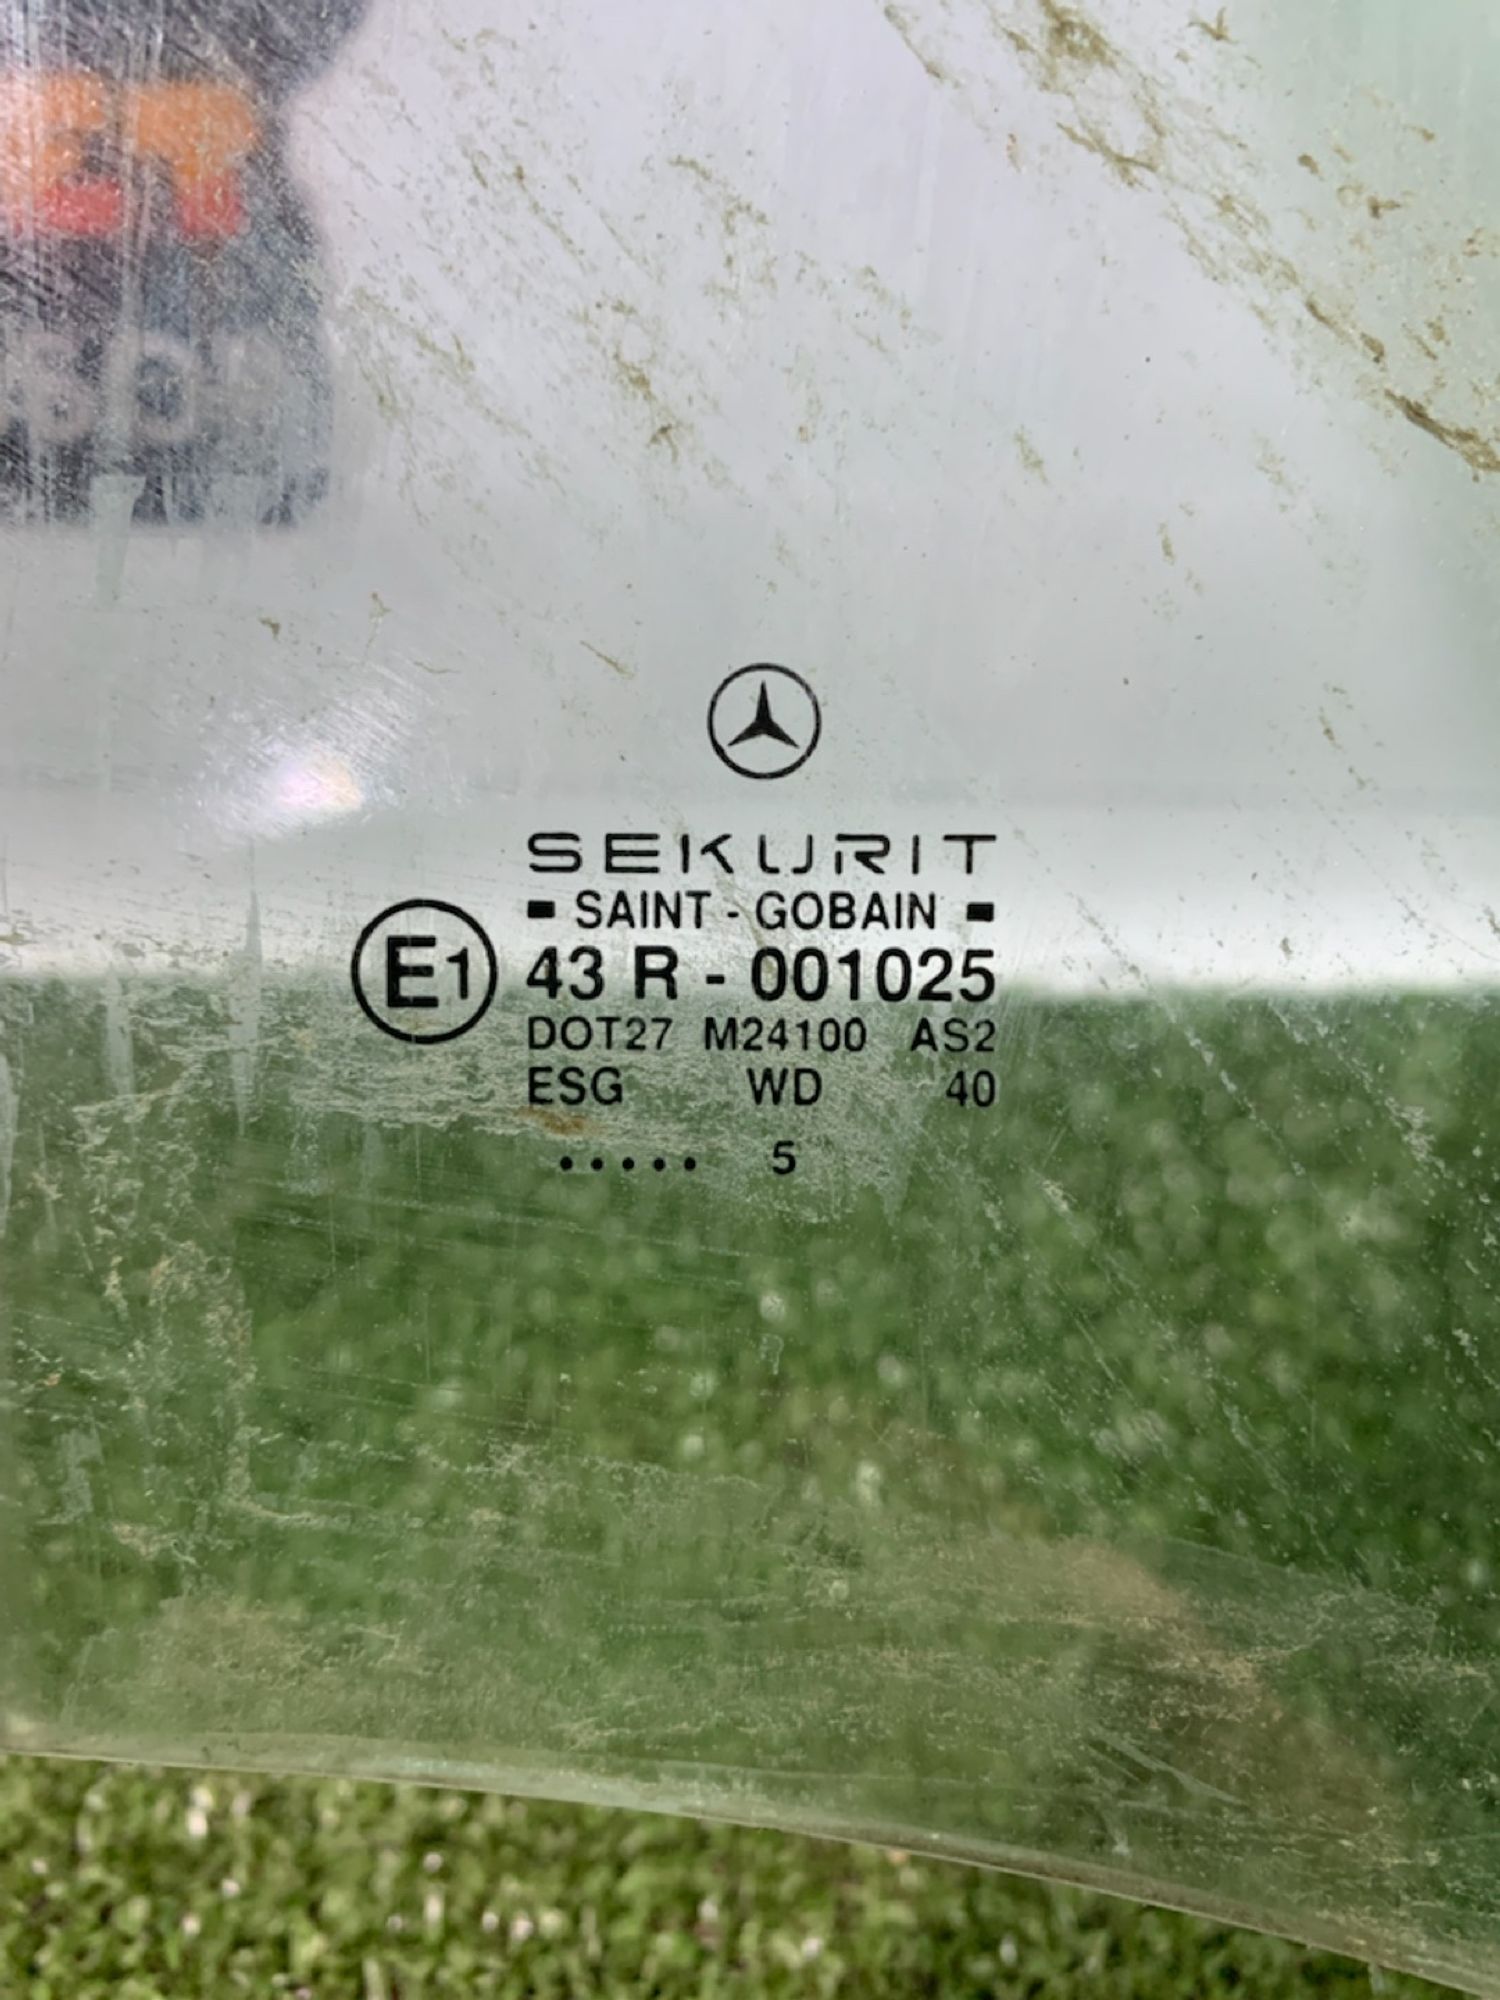 SEKURIT
SAINT - GOBAIN
E1 43 R - 001025
DOT27 M24100 AS2
ESG WD 40
..... 5